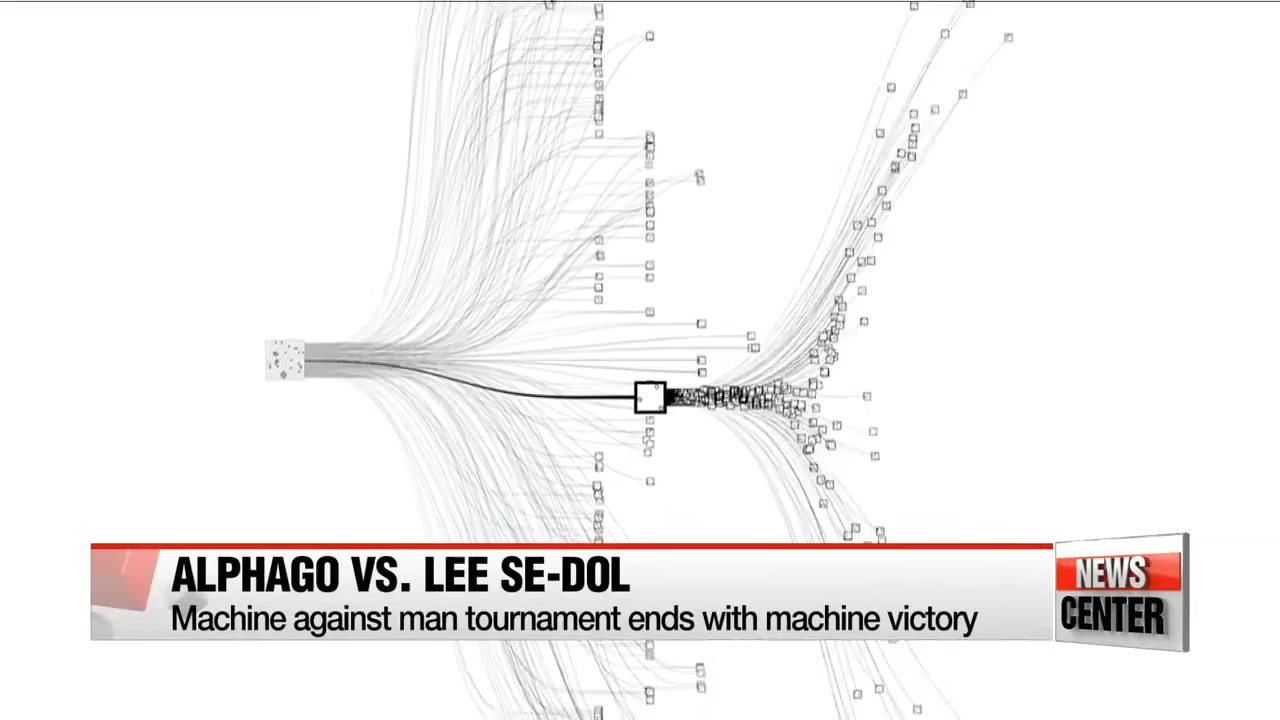 ALPHAGO VS. LEE SE-DOL
Machine against man tournament ends with machine victory
NEWS
CENTER